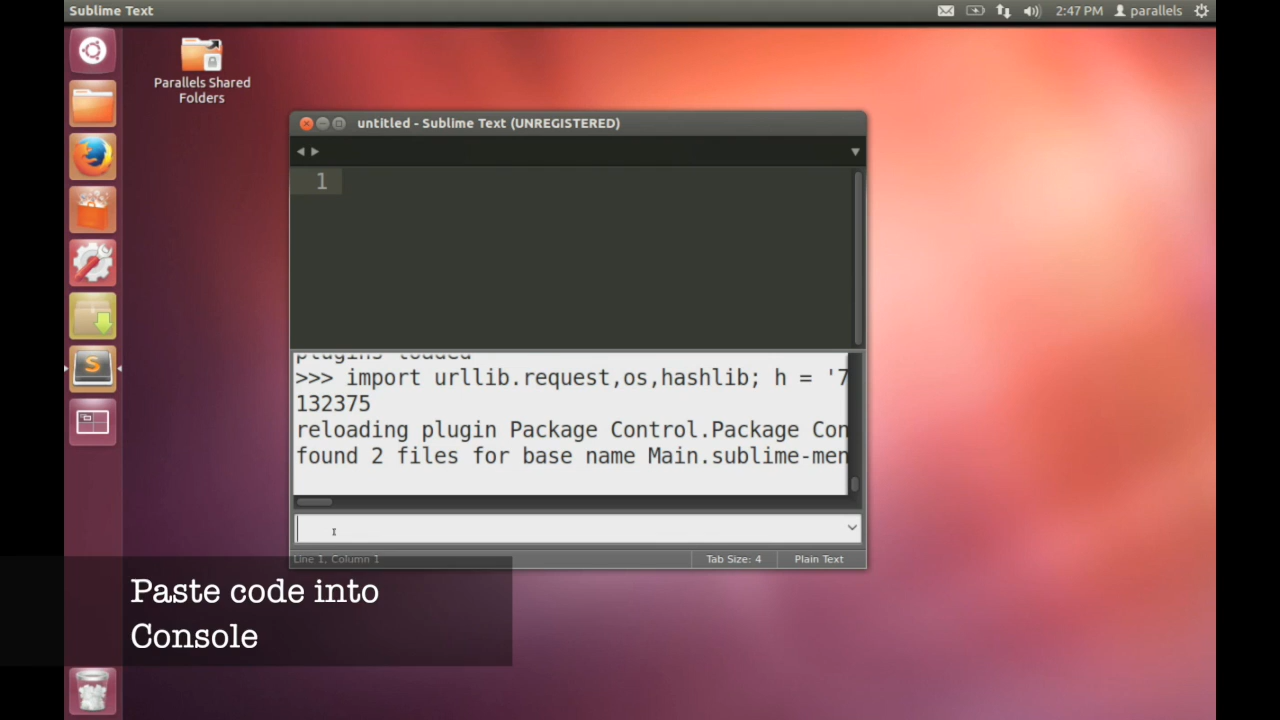 Sublime Text
2:47 PM
parallels
Parallels Shared
Folders
untitled - Sublime Text (UNREGISTERED)
1
plugins loaded
>>> import urllib.request,os,hashlib; h = '7
132375
reloading plugin Package Control.Package Con
found 2 files for base name Main.sublime-men
Line 1, Column 1
Tab Size: 4
Plain Text
Paste code into
Console